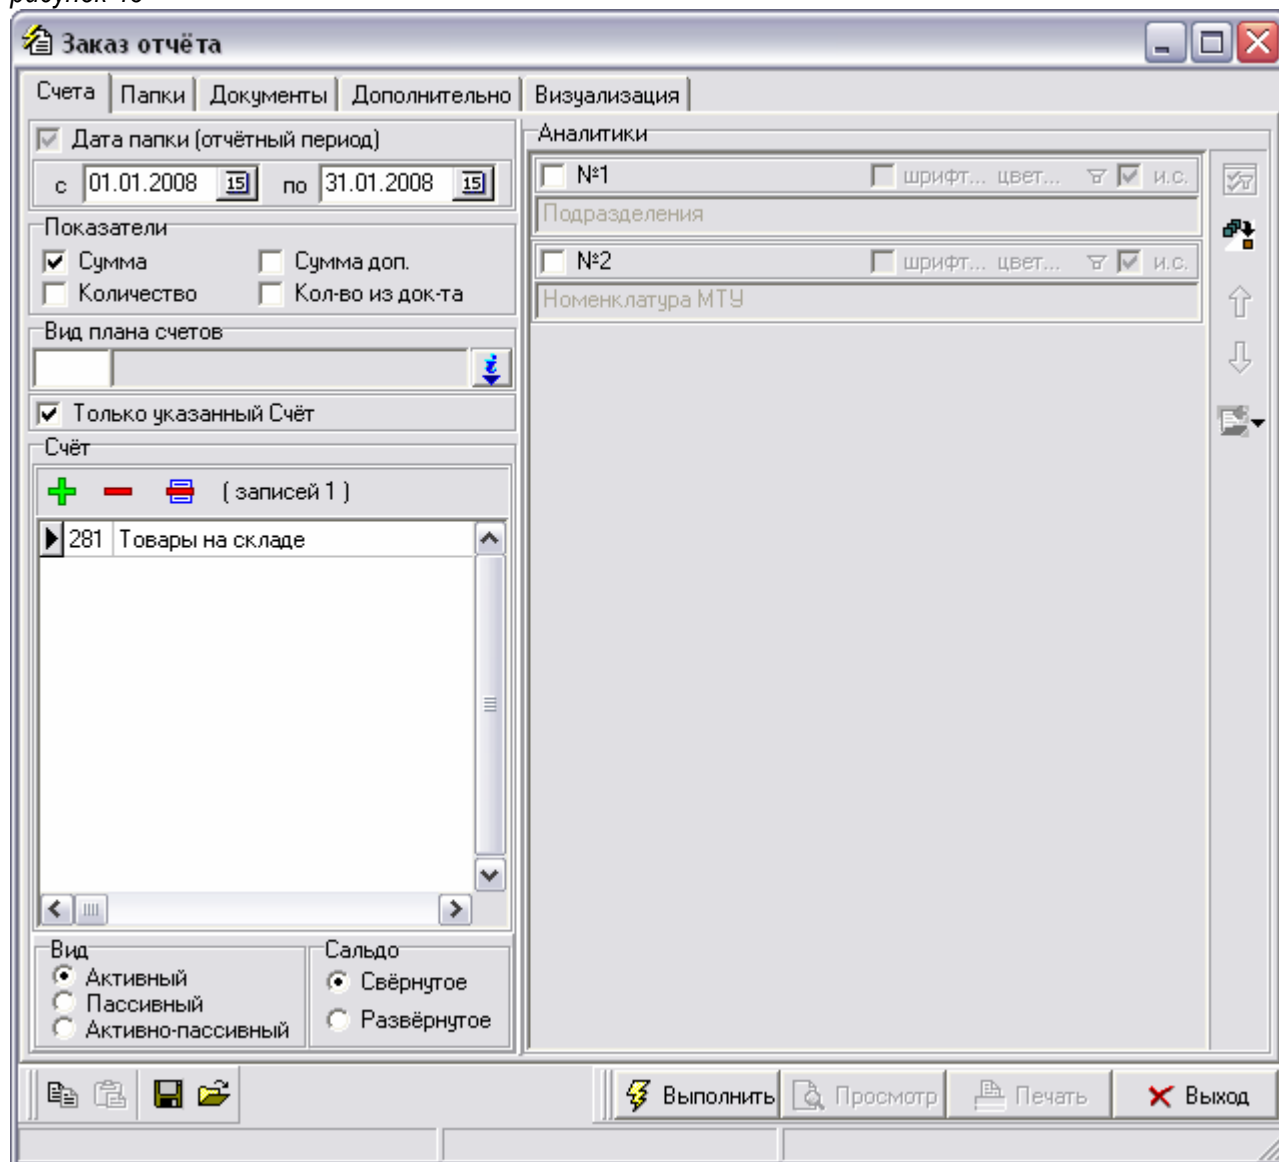 Заказ отчёта
Счета Папки Документы Дополнительно Визуализация
Дата папки (отчётный период)
с 01.01.2008 15 по 31.01.2008 15
Показатели
Сумма Сумма доп.
Количество Кол-во из док-та
Вид плана счетов
Только указанный Счёт
Счёт
( записей 1 )
281 Товары на складе
Вид
Активный
Пассивный
Активно-пассивный
Сальдо
Свёрнутое
Развёрнутое
Аналитики
№1 шрифт... цвет... и.с.
Подразделения
№2 шрифт... цвет... и.с.
Номенклатура МТУ
Выполнить Просмотр Печать Выход